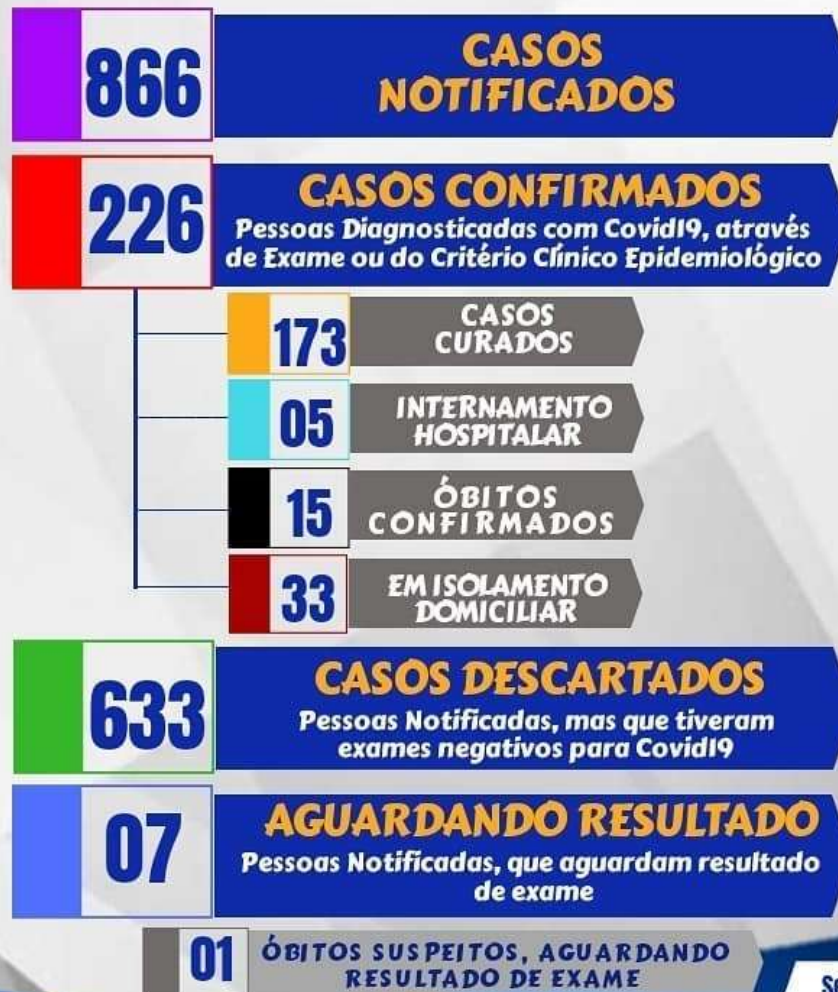 866
CASOS
NOTIFICADOS
226
CASOS CONFIRMADOS
Pessoas Diagnosticadas com Covid19, através
de Exame ou do Critério Clínico Epidemiológico
173
CASOS
CURADOS
05
INTERNAMENTO
HOSPITALAR
15
ÓBITOS
CONFIRMADOS
33
EM ISOLAMENTO
DOMICILIAR
633
CASOS DESCARTADOS
Pessoas Notificadas, mas que tiveram
exames negativos para Covid19
07
AGUARDANDO RESULTADO
Pessoas Notificadas, que aguardam resultado
de exame
01
ÓBITOS SUSPEITOS, AGUARDANDO
RESULTADO DE EXAME